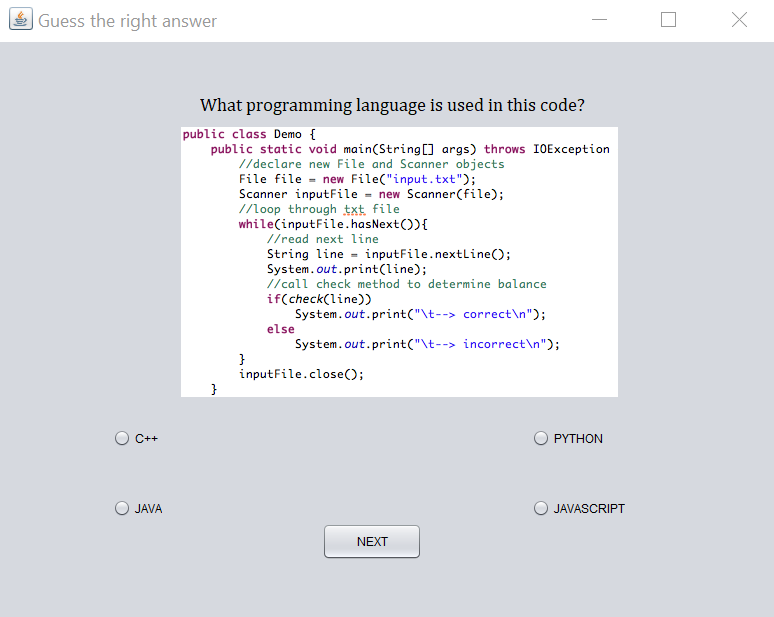 Guess the right answer
What programming language is used in this code?
public class Demo {
    public static void main(String[] args) throws IOException
        //declare new File and Scanner objects
        File file = new File("input.txt");
        Scanner inputFile = new Scanner(file);
        //loop through txt file
        while(inputFile.hasNext()){
            //read next line
            String line = inputFile.nextLine();
            System.out.print(line);
            //call check method to determine balance
            if(check(line))
                System.out.print("\t--> correct\n");
            else
                System.out.print("\t--> incorrect\n");
        }
        inputFile.close();
    }
C++
PYTHON
JAVA
JAVASCRIPT
NEXT